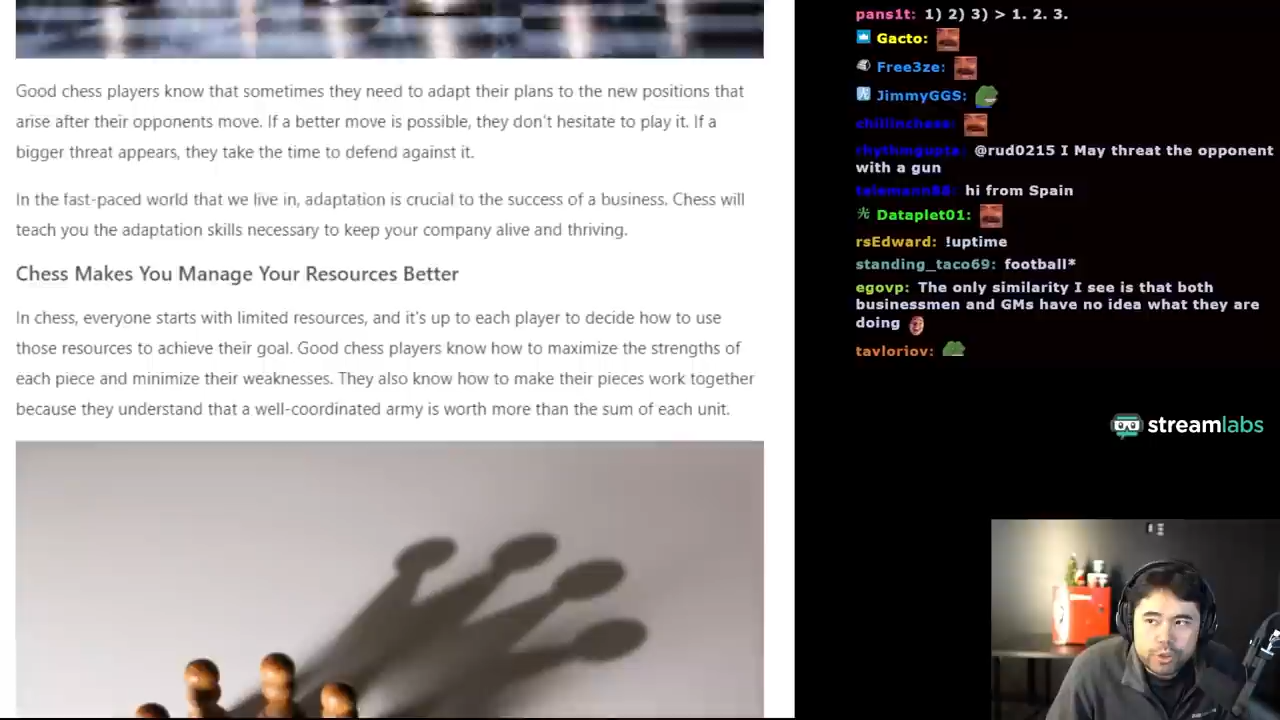 Good chess players know that sometimes they need to adapt their plans to the new positions that
arise after their opponents move. If a better move is possible, they don't hesitate to play it. If a
bigger threat appears, they take the time to defend against it.
In the fast-paced world that we live in, adaptation is crucial to the success of a business. Chess will
teach you the adaptation skills necessary to keep your company alive and thriving.
Chess Makes You Manage Your Resources Better
In chess, everyone starts with limited resources, and it's up to each player to decide how to use
those resources to achieve their goal. Good chess players know how to maximize the strengths of
each piece and minimize their weaknesses. They also know how to make their pieces work together
because they understand that a well-coordinated army is worth more than the sum of each unit.
pans1t: 1) 2) 3) > 1. 2. 3.
Gacto:
Free3ze:
JimmyGGS:
chillinchess:
rhythmgupta: @rud0215 I May threat the opponent
with a gun
telemann88: hi from Spain
Dataplet01:
rsEdward: !uptime
standing_taco69: football*
egovp: The only similarity I see is that both
businessmen and GMs have no idea what they are
doing
taylorjov:
streamlabs